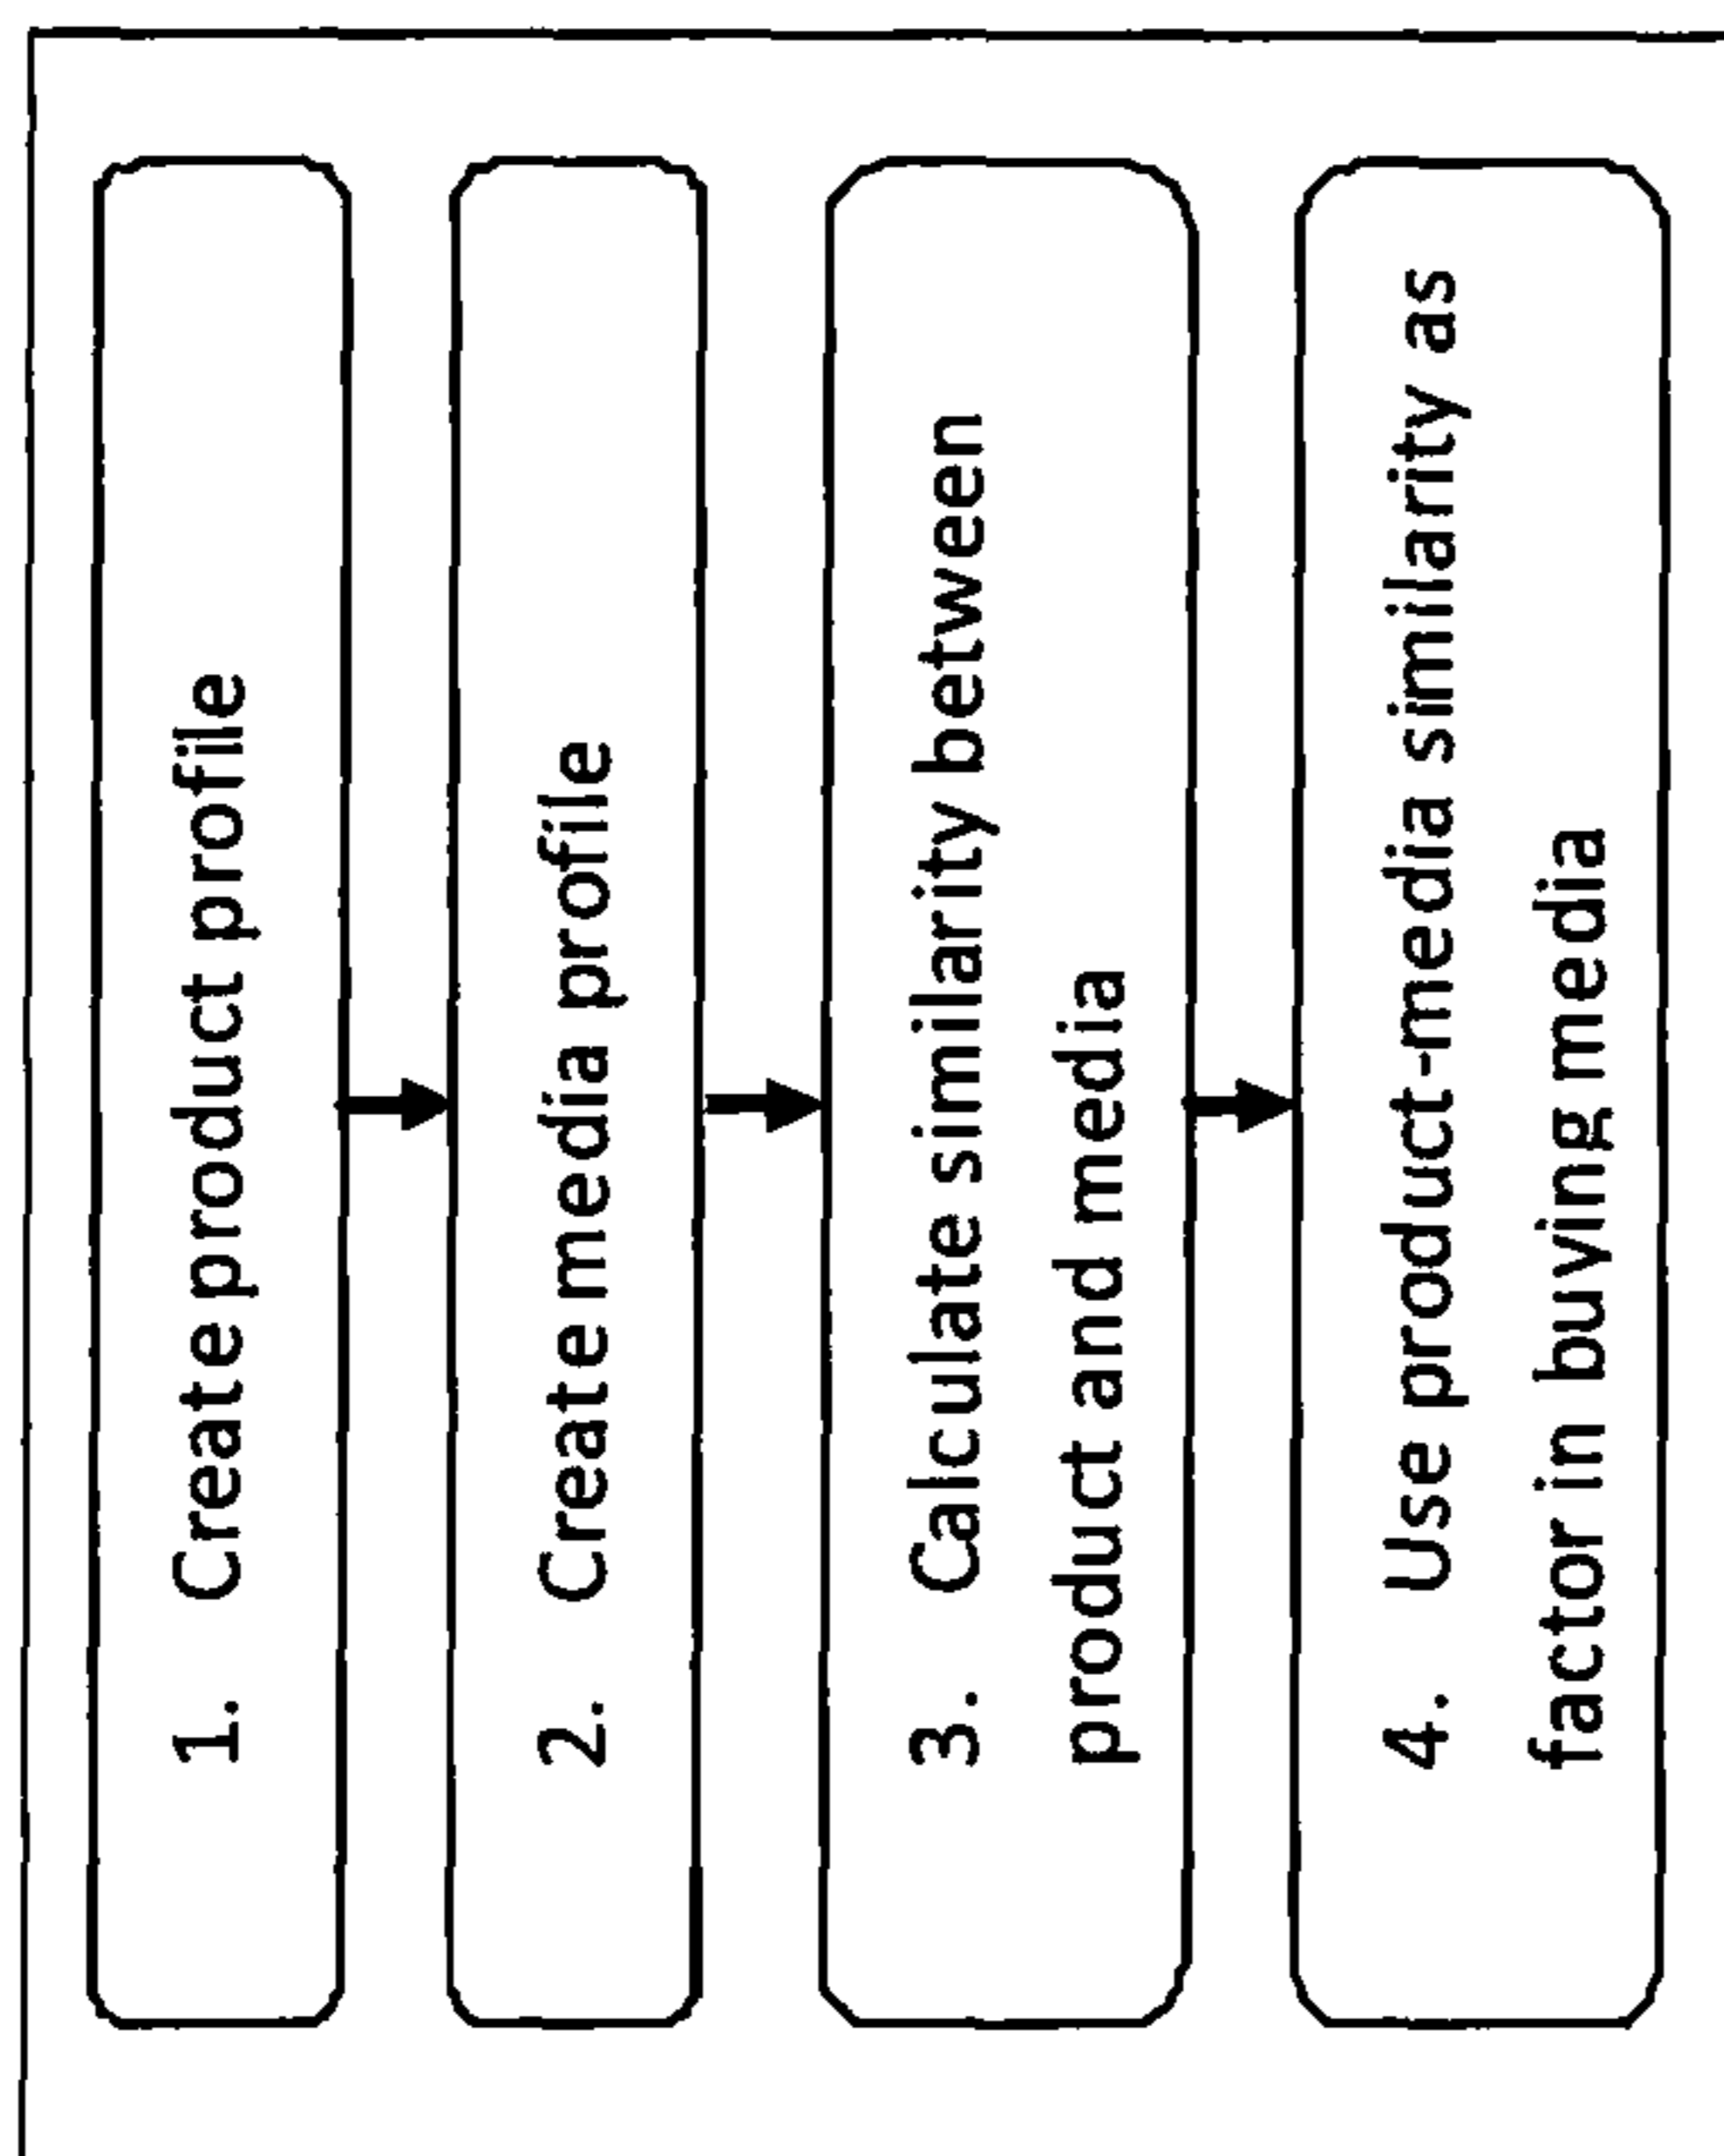 1. Create product profile
2. Create media profile
3. Calculate similarity between
product and media
4. Use product-media similarity as
factor in buying media